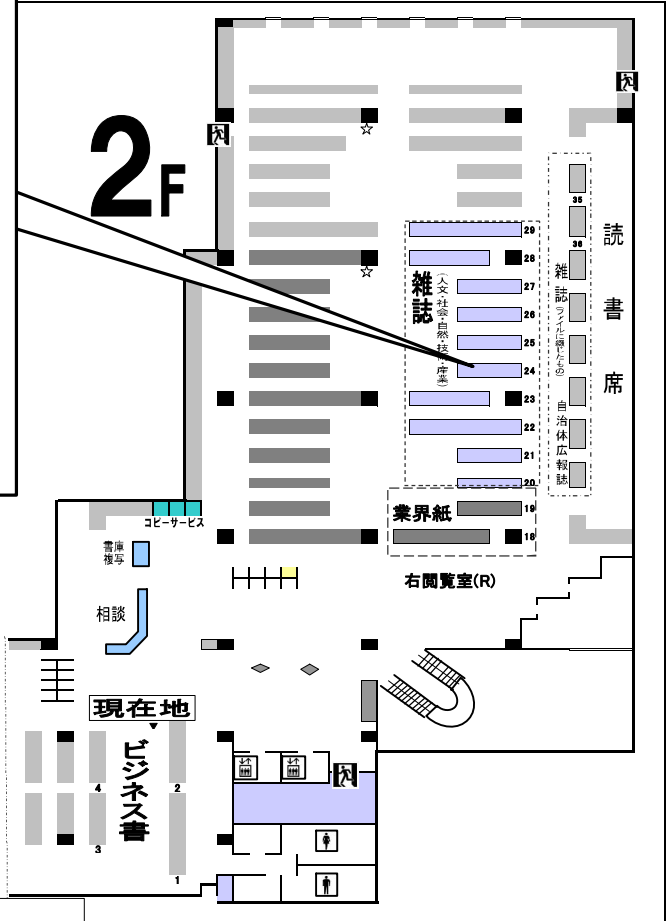 2F
35
36
読書席
雑誌(ファイルに綴じたもの)
自治体広報誌
29
28
27
26
25
24
23
22
21
20
雑誌
(人文・社会・自然・技術・産業)
業界紙
19
18
コピーサービス
書庫
複写
相談
右閲覧室(R)
現在地
ビジネス書
4
2
3
1